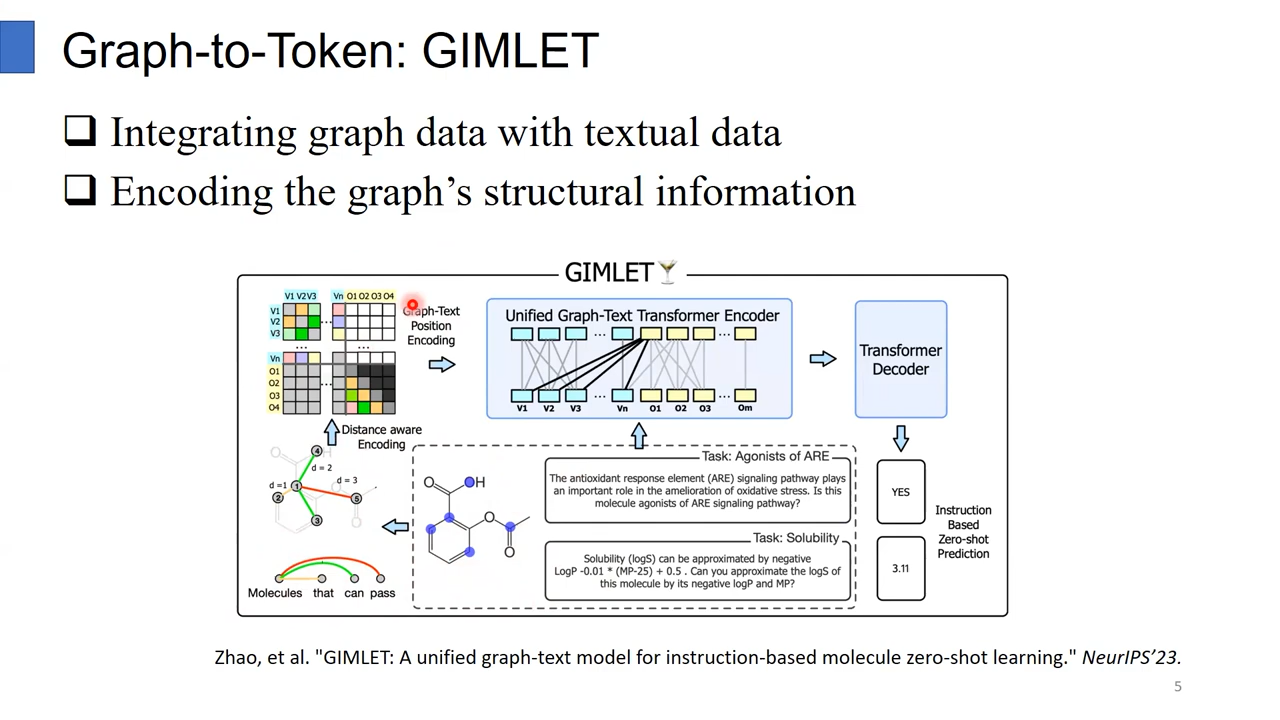 Graph-to-Token: GIMLET
❑ Integrating graph data with textual data
❑ Encoding the graph's structural information
GIMLET
V1 V2 V3 Vn O1 O2 O3 O4
V1
V2
V3
...
...
...
Vn
O1
O2
O3
O4
...
Graph-Text
Position
Encoding
Distance aware
Encoding
4
d = 2
d =1
1
d = 3
2
5
3
Molecules that can pass
Unified Graph-Text Transformer Encoder
... ...
... ...
V1 V2 V3 Vn O1 O2 O3 Om
O OH
O
O
Task: Agonists of ARE
The antioxidant response element (ARE) signaling pathway plays
an important role in the amelioration of oxidative stress. Is this
molecule agonists of ARE signaling pathway?
Task: Solubility
Solubility (logS) can be approximated by negative
LogP -0.01 * (MP-25) + 0.5 . Can you approximate the logS of
this molecule by its negative logP and MP?
Transformer
Decoder
YES
3.11
Instruction
Based
Zero-shot
Prediction
Zhao, et al. "GIMLET: A unified graph-text model for instruction-based molecule zero-shot learning." NeurIPS'23.
5